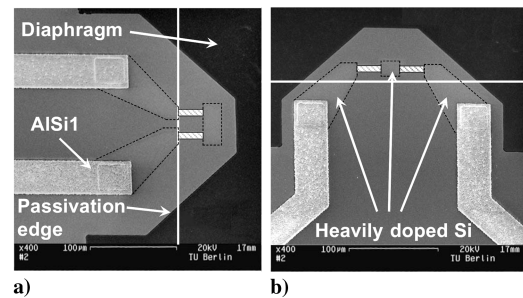 Diaphragm
AlSi1
Passivation
edge
x400 100µm 20kV 17mm
#2 TU Berlin
a)
Heavily doped Si
x400 100µm 20kV 17mm
#2 TU Berlin
b)